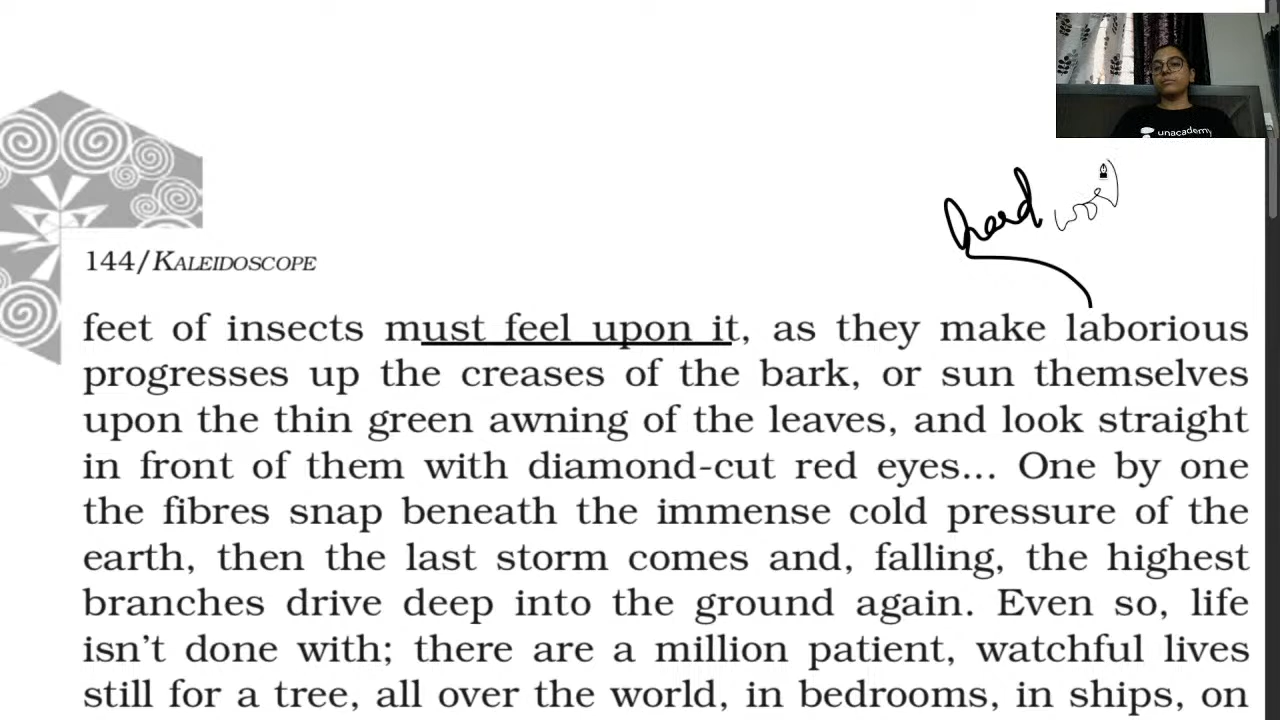 unacademy
hard
144/KALEIDOSCOPE
feet of insects must feel upon it, as they make laborious
progresses up the creases of the bark, or sun themselves
upon the thin green awning of the leaves, and look straight
in front of them with diamond-cut red eyes... One by one
the fibres snap beneath the immense cold pressure of the
earth, then the last storm comes and, falling, the highest
branches drive deep into the ground again. Even so, life
isn’t done with; there are a million patient, watchful lives
still for a tree, all over the world, in bedrooms, in ships, on